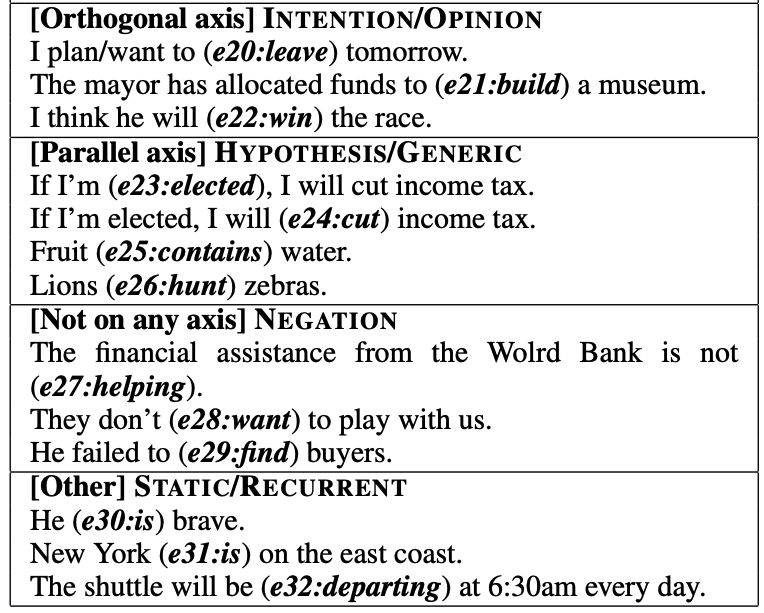 [Orthogonal axis] INTENTION/OPINION
I plan/want to (e20:leave) tomorrow.
The mayor has allocated funds to (e21:build) a museum.
I think he will (e22:win) the race.
[Parallel axis] HYPOTHESIS/GENERIC
If I'm (e23:elected), I will cut income tax.
If I'm elected, I will (e24:cut) income tax.
Fruit (e25:contains) water.
Lions (e26:hunt) zebras.
[Not on any axis] NEGATION
The financial assistance from the Wolrd Bank is not
(e27:helping).
They don't (e28:want) to play with us.
He failed to (e29:find) buyers.
[Other] STATIC/RECURRENT
He (e30:is) brave.
New York (e31:is) on the east coast.
The shuttle will be (e32:departing) at 6:30am every day.